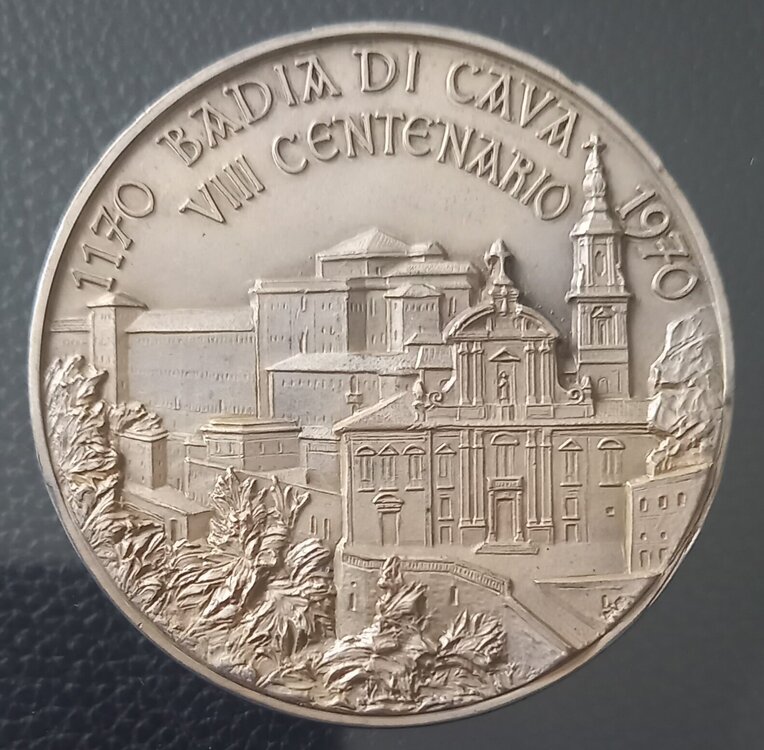 1170 BADIA DI CAVA 1970
VIII CENTENARIO